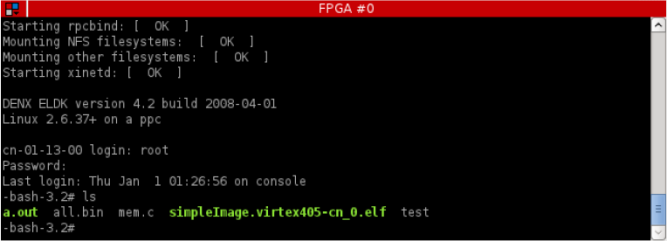 FPGA #0
Starting rpcbind: [  OK  ]
Mounting NFS filesystems:  [  OK  ]
Mounting other filesystems:  [  OK  ]
Starting xinetd: [  OK  ]
DENX ELDK version 4.2 build 2008-04-01
Linux 2.6.37+ on a ppc
cn-01-13-00 login: root
Password:
Last login: Thu Jan  1 01:26:56 on console
-bash-3.2# ls
a.out  all.bin  mem.c  simpleImage.virtex405-cn_0.elf  test
-bash-3.2#